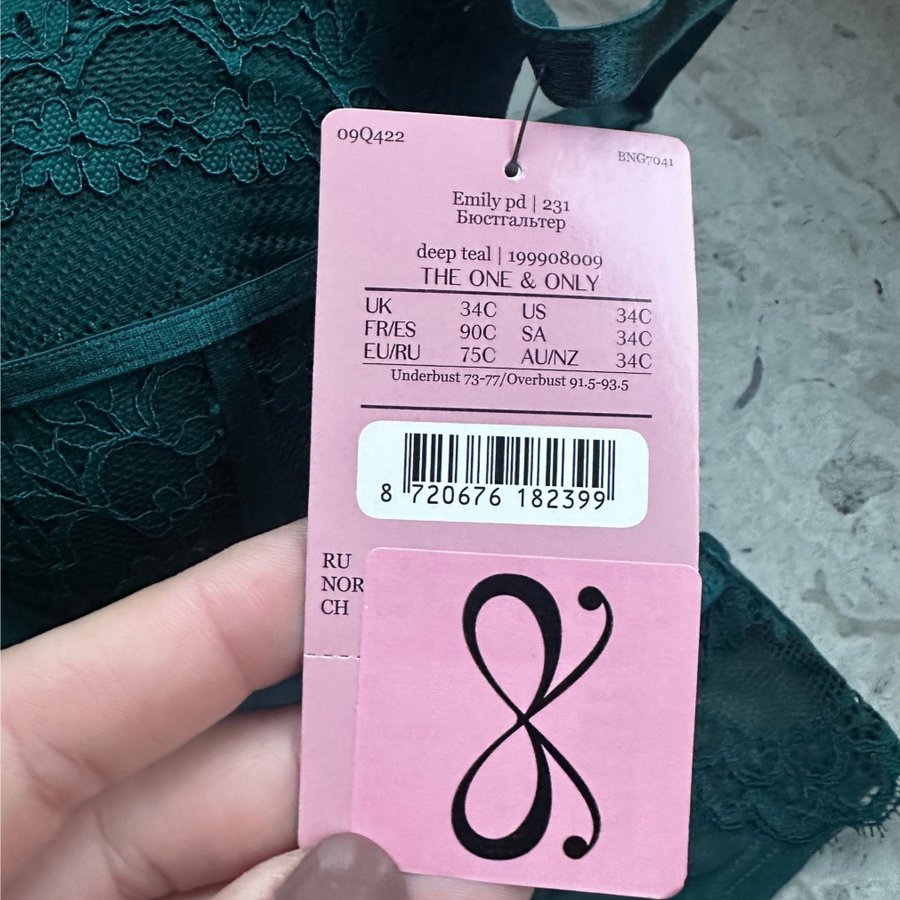 09Q422
BNG7041
Emily pd | 231
Бюстгальтер
deep teal | 199908009
THE ONE & ONLY
UK 34C US 34C
FR/ES 90C SA 34C
EU/RU 75C AU/NZ 34C
Underbust 73-77/Overbust 91.5-93.5
8 720676 182399
RU
NOR
CH